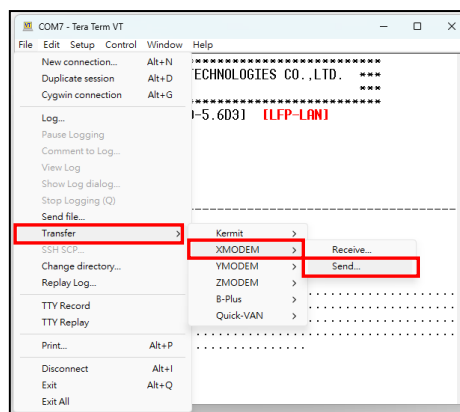 COM7 - Tera Term VT
File Edit Setup Control Window Help
New connection... Alt+N
Duplicate session Alt+D
Cygwin connection Alt+G
Log...
Pause Logging
Comment to Log...
View Log
Show Log dialog...
Stop Logging (Q)
Send file...
Transfer >
SSH SCP...
Change directory...
Replay Log...
TTY Record
TTY Replay
Print... Alt+P
Disconnect Alt+I
Exit Alt+Q
Exit All
Kermit >
XMODEM >
YMODEM >
ZMODEM >
B-Plus >
Quick-VAN >
Receive...
Send...
ECHNOLOGIES CO.,LTD. ***
***
-5.6D3] [LFP-LAN]